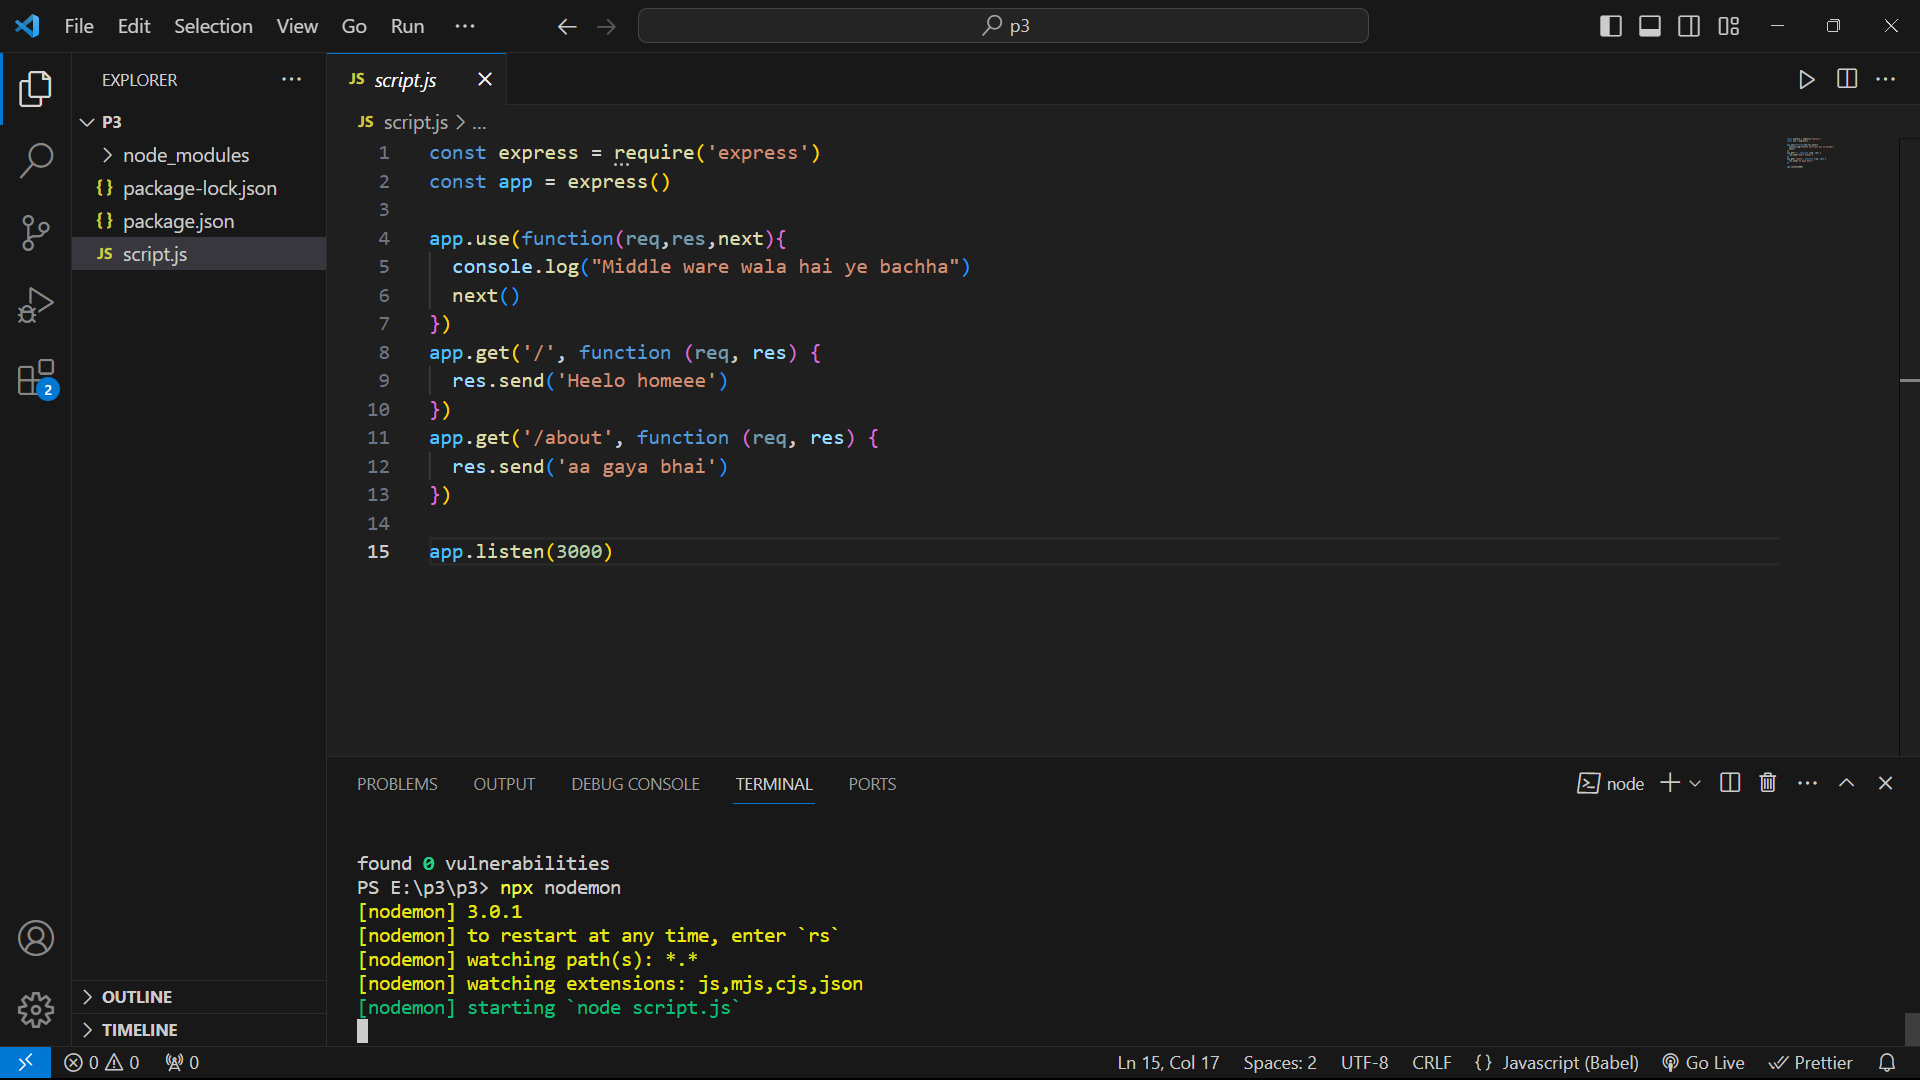 File Edit Selection View Go Run ··· p3
EXPLORER ···
P3
node_modules
{} package-lock.json
{} package.json
JS script.js
JS script.js
JS script.js > ...
1 const express = require('express')
2 const app = express()
3
4 app.use(function(req,res,next){
5 console.log("Middle ware wala hai ye bachha")
6 next()
7 })
8 app.get('/', function (req, res) {
9 res.send('Heelo homeee')
10 })
11 app.get('/about', function (req, res) {
12 res.send('aa gaya bhai')
13 })
14
15 app.listen(3000)
2
PROBLEMS OUTPUT DEBUG CONSOLE TERMINAL PORTS node
found 0 vulnerabilities
PS E:\p3\p3> npx nodemon
[nodemon] 3.0.1
[nodemon] to restart at any time, enter `rs`
[nodemon] watching path(s): *.*
[nodemon] watching extensions: js,mjs,cjs,json
[nodemon] starting `node script.js`
OUTLINE
TIMELINE
0 0 0 Ln 15, Col 17 Spaces: 2 UTF-8 CRLF {} Javascript (Babel) Go Live Prettier